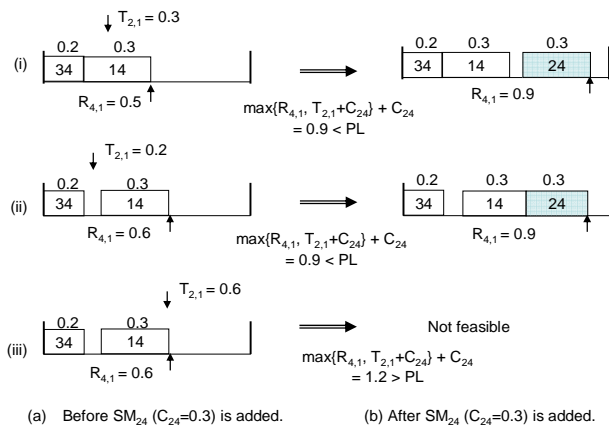 T2,1 = 0.3
0.2 0.3
(i) 34 14
R4,1 = 0.5
max{R4,1, T2,1+C24} + C24
= 0.9 < PL
0.2 0.3 0.3
34 14 24
R4,1 = 0.9
T2,1 = 0.2
0.2 0.3
(ii) 34 14
R4,1 = 0.6
max{R4,1, T2,1+C24} + C24
= 0.9 < PL
0.2 0.3 0.3
34 14 24
R4,1 = 0.9
T2,1 = 0.6
0.2 0.3
(iii) 34 14
R4,1 = 0.6
max{R4,1, T2,1+C24} + C24
= 1.2 > PL
Not feasible
(a) Before SM24 (C24=0.3) is added.
(b) After SM24 (C24=0.3) is added.